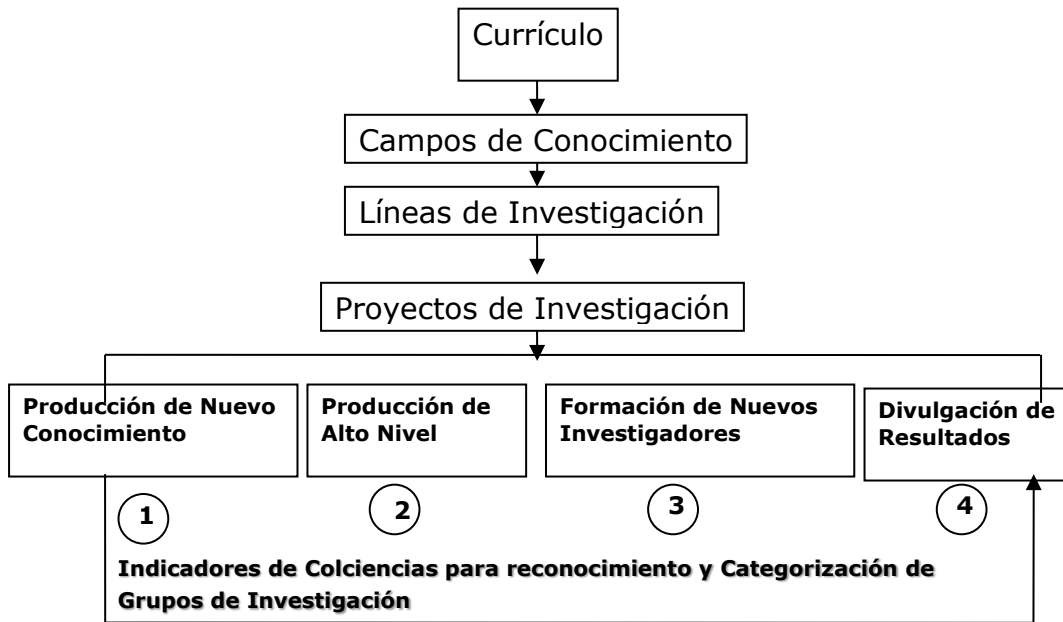 Currículo
Campos de Conocimiento
Líneas de Investigación
Proyectos de Investigación
Producción de Nuevo
Conocimiento
Producción de
Alto Nivel
Formación de Nuevos
Investigadores
Divulgación de
Resultados
1
2
3
4
Indicadores de Colciencias para reconocimiento y Categorización de
Grupos de Investigación